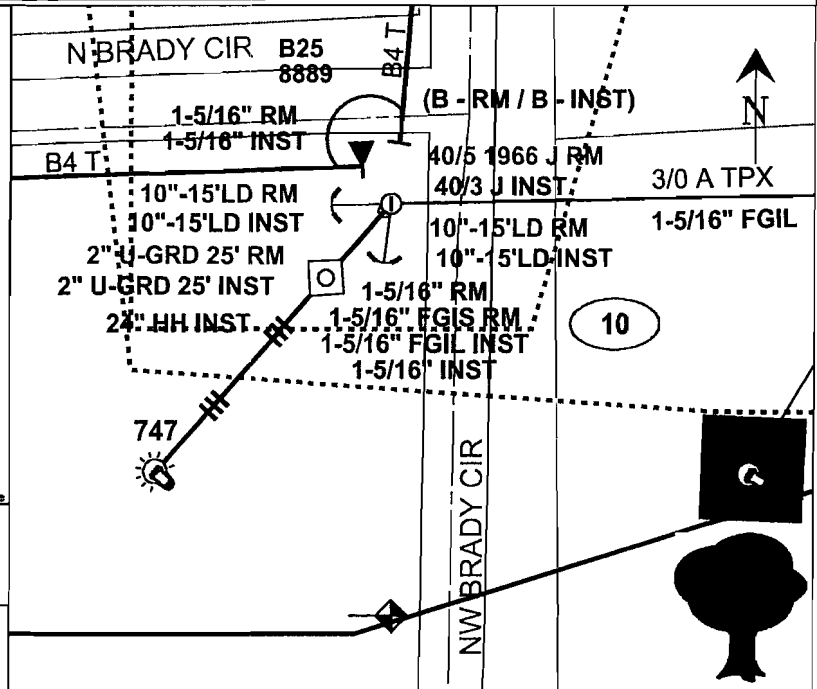 N BRADY CIR
B25
8889
B4 T
(B - RM / B - INST)
N
1-5/16" RM
1-5/16" INST
B4 T
40/5 1966 J RM
40/3 J INST
3/0 A TPX
1-5/16" FGIL
10"-15'LD RM
10"-15'LD INST
10"-15'LD RM
10"-15'LD INST
2" U-GRD 25' RM
2" U-GRD 25' INST
24" HH INST
1-5/16" RM
1-5/16" FGIS RM
1-5/16" FGIL INST
1-5/16" INST
10
747
NW BRADY CIR